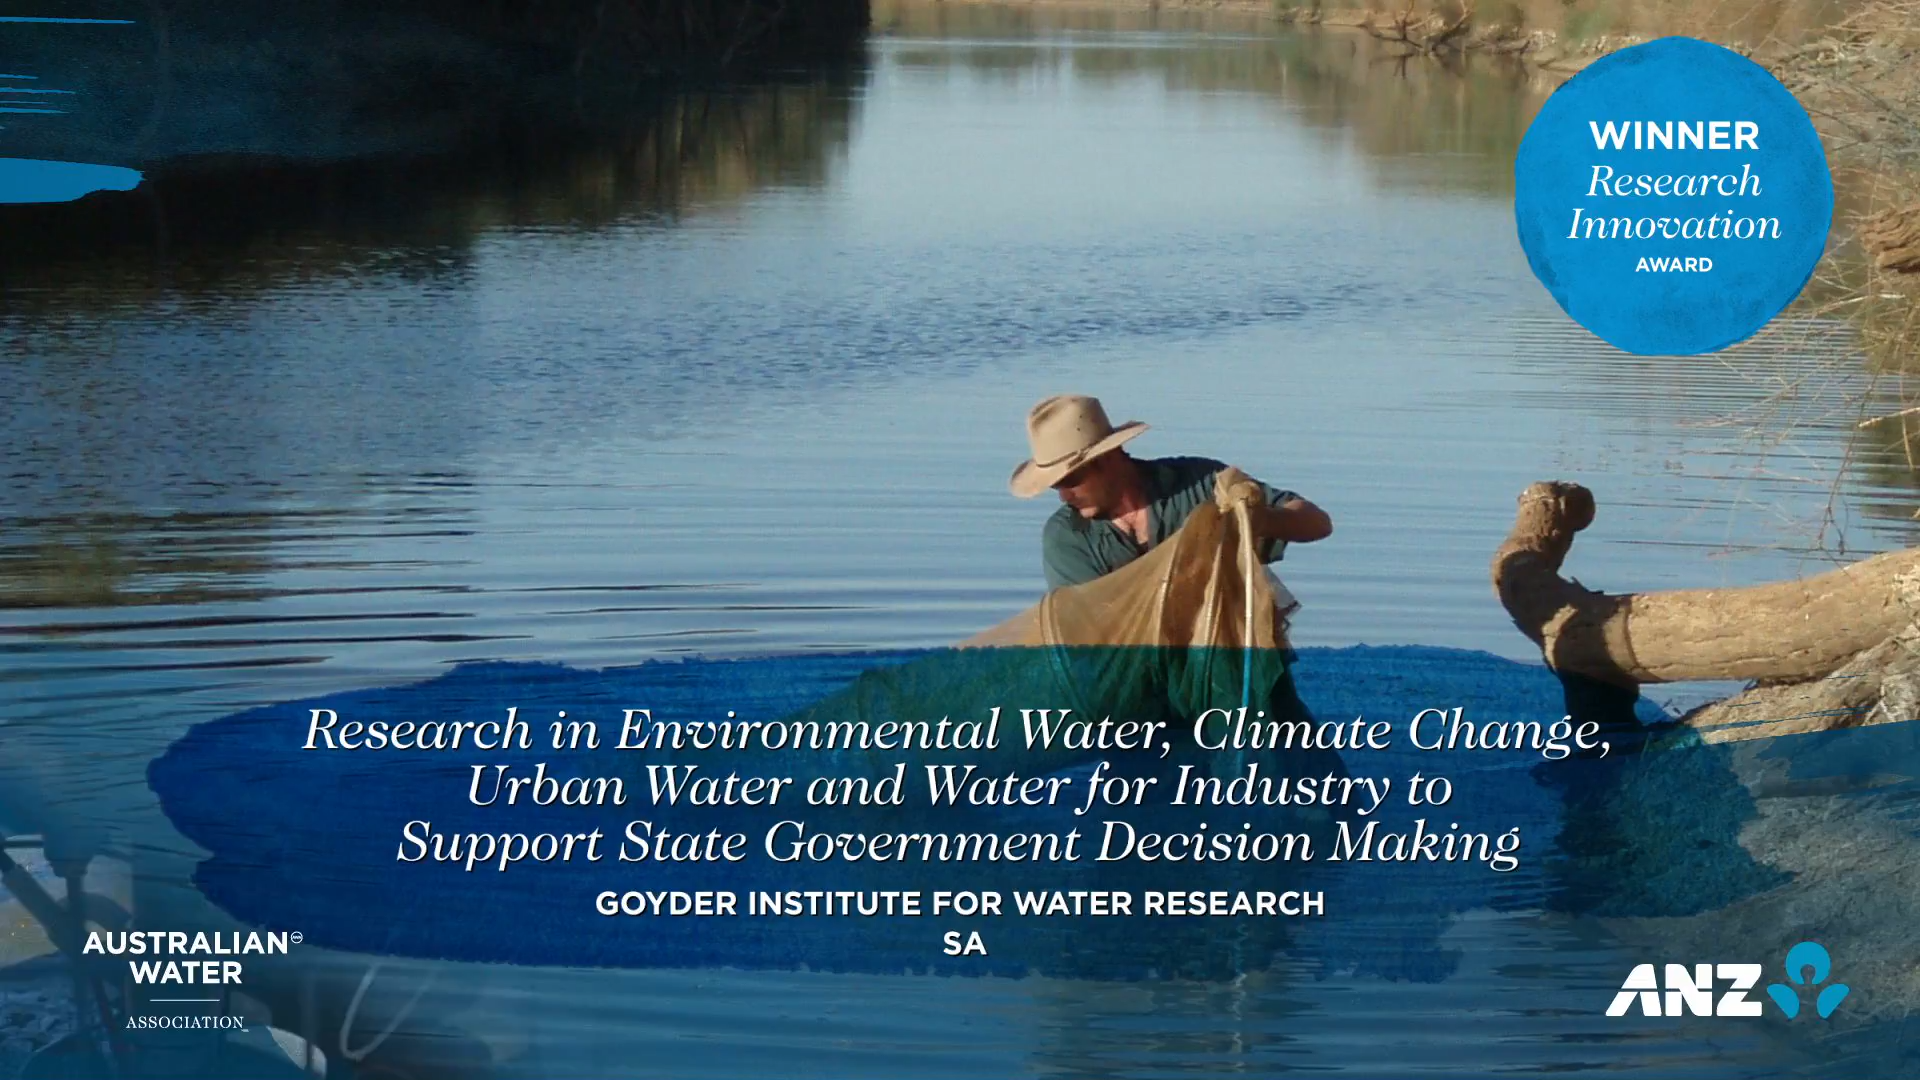 WINNER
Research
Innovation
AWARD
Research in Environmental Water, Climate Change,
Urban Water and Water for Industry to
Support State Government Decision Making
GOYDER INSTITUTE FOR WATER RESEARCH
SA
AUSTRALIAN
WATER
ASSOCIATION
ANZ